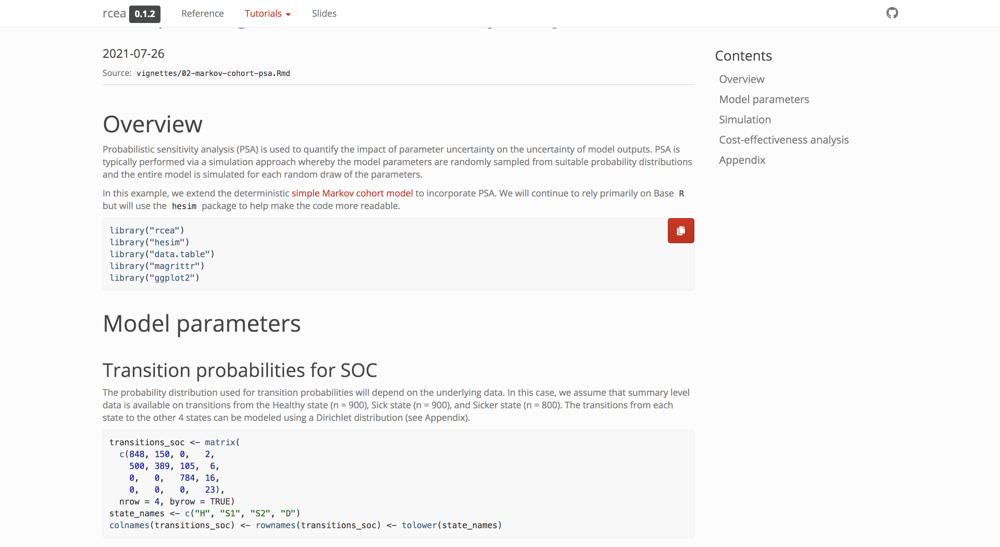 rcea 0.1.2 Reference Tutorials Slides
2021-07-26
Source: vignettes/02-markov-cohort-psa.Rmd
Overview
Probabilistic sensitivity analysis (PSA) is used to quantify the impact of parameter uncertainty on the uncertainty of model outputs. PSA is
typically performed via a simulation approach whereby the model parameters are randomly sampled from suitable probability distributions
and the entire model is simulated for each random draw of the parameters.
In this example, we extend the deterministic simple Markov cohort model to incorporate PSA. We will continue to rely primarily on Base R
but will use the hesim package to help make the code more readable.
library("rcea")
library("hesim")
library("data.table")
library("magrittr")
library("ggplot2")
Model parameters
Transition probabilities for SOC
The probability distribution used for transition probabilities will depend on the underlying data. In this case, we assume that summary level
data is available on transitions from the Healthy state (n = 900), Sick state (n = 900), and Sicker state (n = 800). The transitions from each
state to the other 4 states can be modeled using a Dirichlet distribution (see Appendix).
transitions_soc <- matrix(
  c(848, 150, 0,   2,
    500, 389, 105,  6,
    0,   0,   784, 16,
    0,   0,   0,   23),
  nrow = 4, byrow = TRUE)
state_names <- c("H", "S1", "S2", "D")
colnames(transitions_soc) <- rownames(transitions_soc) <- tolower(state_names)
Contents
Overview
Model parameters
Simulation
Cost-effectiveness analysis
Appendix